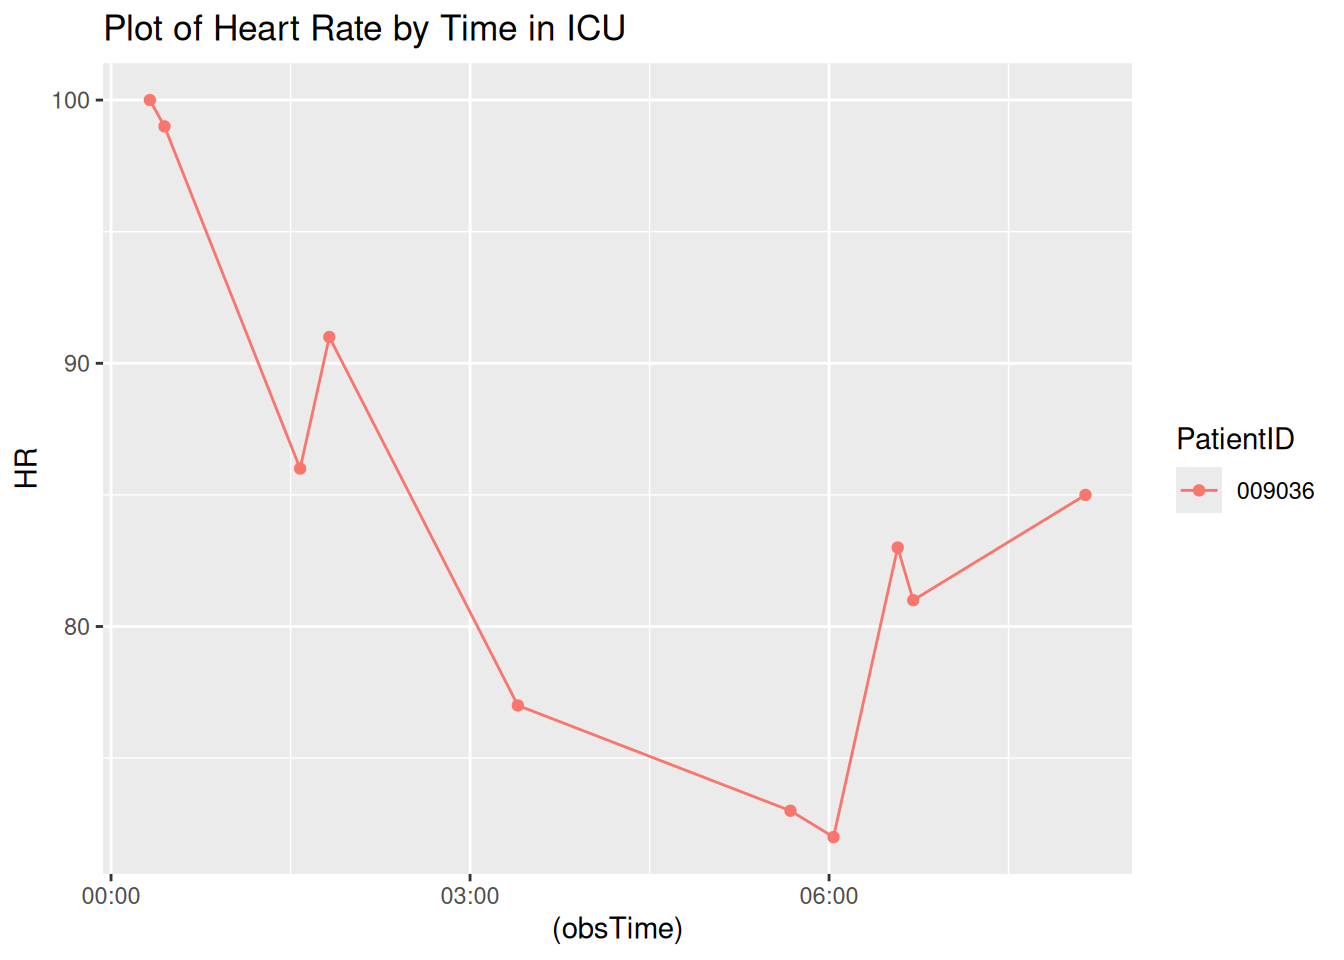 Plot of Heart Rate by Time in ICU
100
90
80
HR
00:00 03:00 06:00
(obsTime)
PatientID
009036